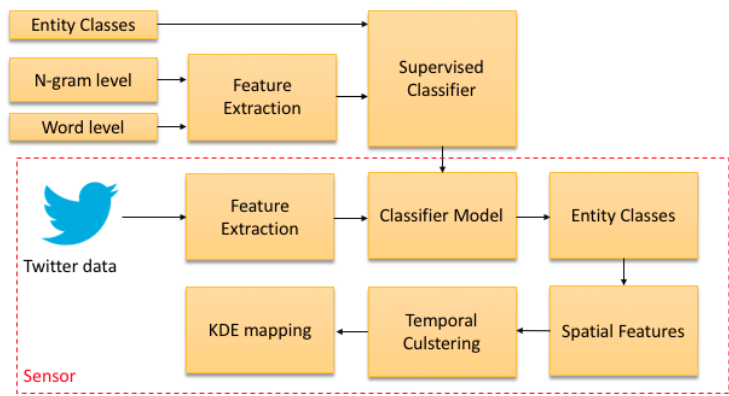 Entity Classes
N-gram level
Word level
Feature
Extraction
Supervised
Classifier
Twitter data
Feature
Extraction
Classifier Model
Entity Classes
KDE mapping
Temporal
Culstering
Spatial Features
Sensor